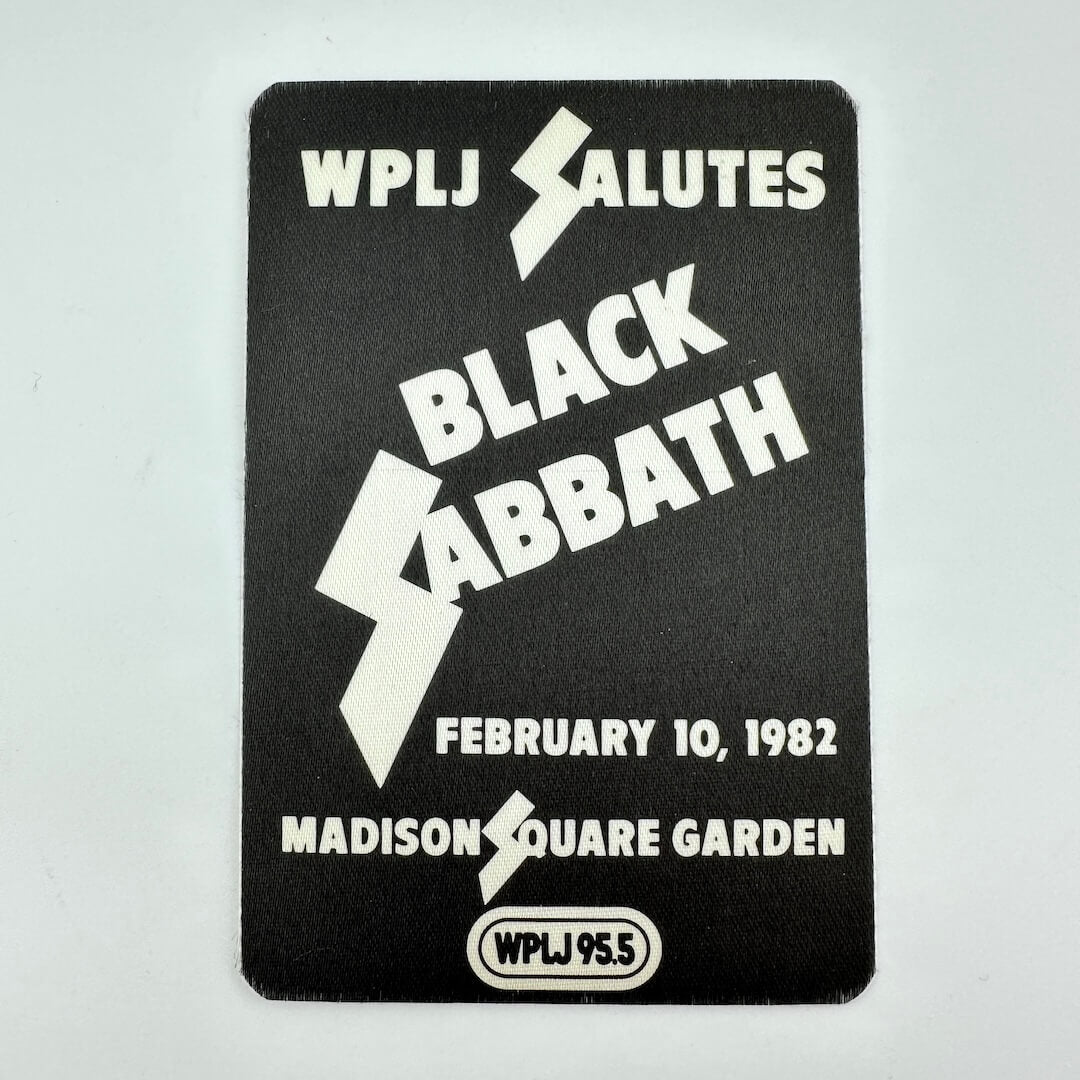 WPLJ SALUTES
BLACK
SABBATH
FEBRUARY 10, 1982
MADISON SQUARE GARDEN
WPLJ 95.5